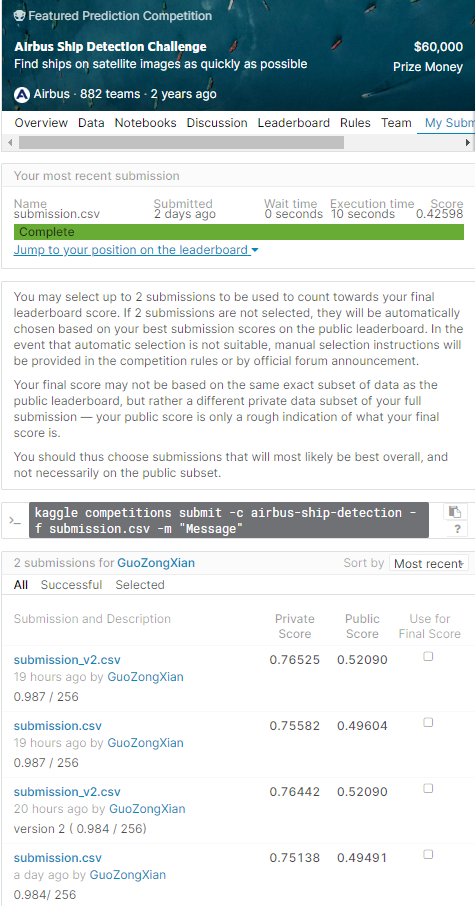 Featured Prediction Competition
Airbus Ship Detection Challenge
$60,000
Find ships on satellite images as quickly as possible
Prize Money
Airbus · 882 teams · 2 years ago
Overview Data Notebooks Discussion Leaderboard Rules Team My Subm
Your most recent submission
Name Submitted Wait time Execution time Score
submission.csv 2 days ago 0 seconds 10 seconds 0.42598
Complete
Jump to your position on the leaderboard
You may select up to 2 submissions to be used to count towards your final
leaderboard score. If 2 submissions are not selected, they will be automatically
chosen based on your best submission scores on the public leaderboard. In the
event that automatic selection is not suitable, manual selection instructions will
be provided in the competition rules or by official forum announcement.
Your final score may not be based on the same exact subset of data as the
public leaderboard, but rather a different private data subset of your full
submission — your public score is only a rough indication of what your final
score is.
You should thus choose submissions that will most likely be best overall, and
not necessarily on the public subset.
>_ kaggle competitions submit -c airbus-ship-detection -
f submission.csv -m "Message"
?
2 submissions for GuoZongXian Sort by Most recent
All Successful Selected
Submission and Description Private Score Public Score Use for Final Score
submission_v2.csv 0.76525 0.52090
19 hours ago by GuoZongXian
0.987 / 256
submission.csv 0.75582 0.49604
19 hours ago by GuoZongXian
0.987 / 256
submission_v2.csv 0.76442 0.52090
20 hours ago by GuoZongXian
version 2 ( 0.984 / 256)
submission.csv 0.75138 0.49491
a day ago by GuoZongXian
0.984/ 256